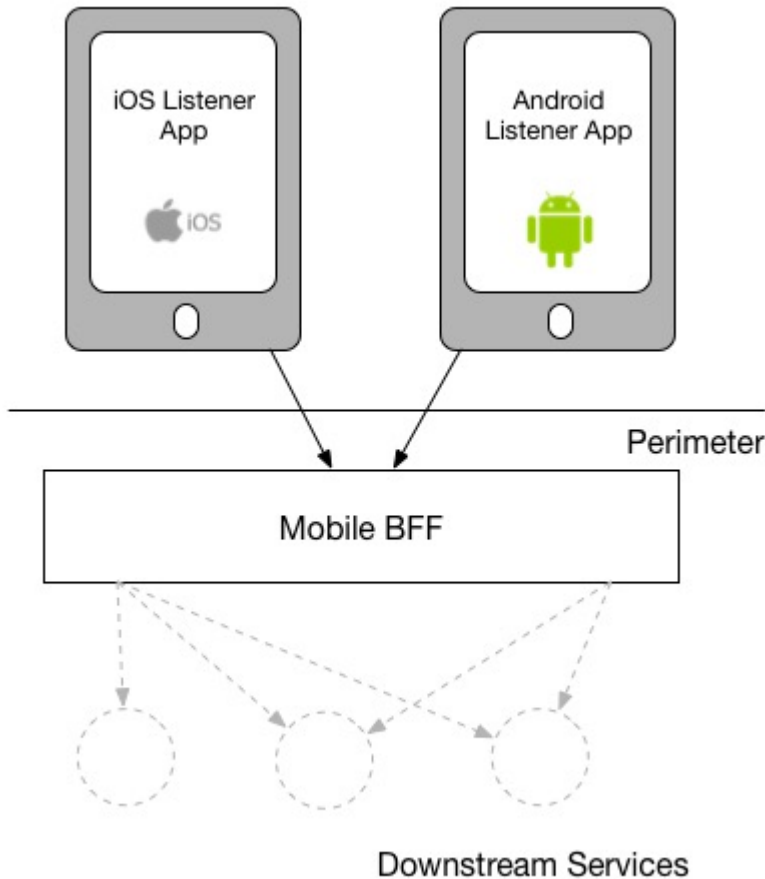 iOS Listener
App
iOS
Android
Listener App
Perimeter
Mobile BFF
Downstream Services